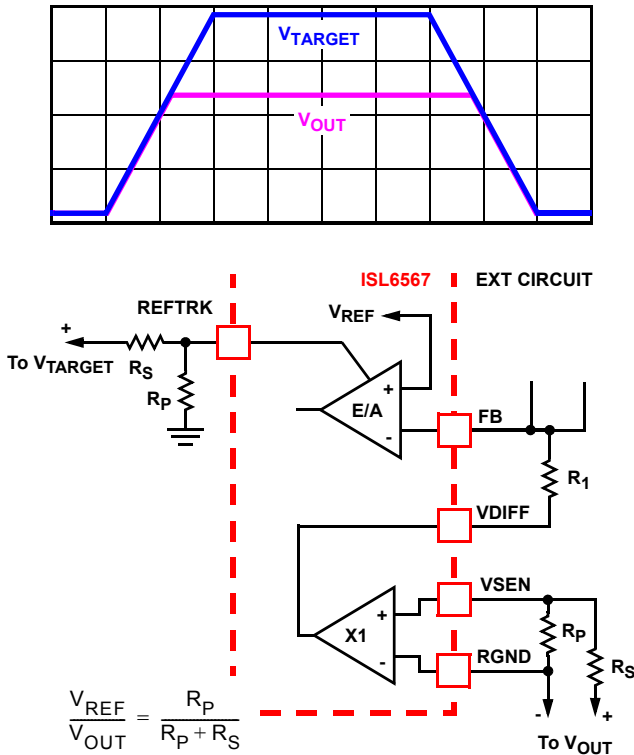 VTARGET
VOUT
ISL6567 EXT CIRCUIT
REFTRK
VREF
+
To VTARGET
RS
RP
+
E/A
-
FB
R1
VDIFF
VSEN
+
X1
-
RP
RS
RGND
- +
To VOUT
VREF / VOUT = RP / RP + RS